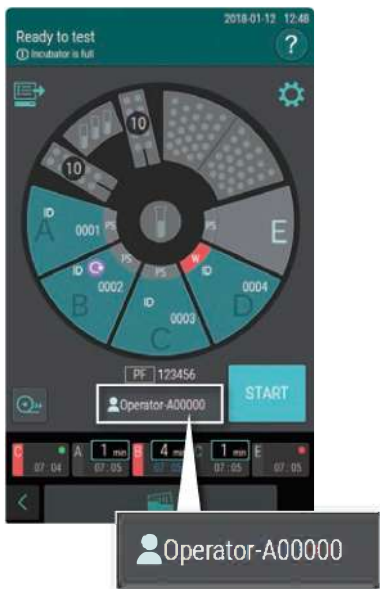 2018-01-12 12:48
Ready to test
Incubator is full
?
10
10
ID
A
0001
PS
PS
E
ID
0002
B
PS
PS
ID
0003
C
W
ID
0004
D
PF 123456
Operator-A00000
START
C
07:04
A 1 min
07:05
B 4 min
07:05
1 min
07:05
E
07:05
Operator-A00000